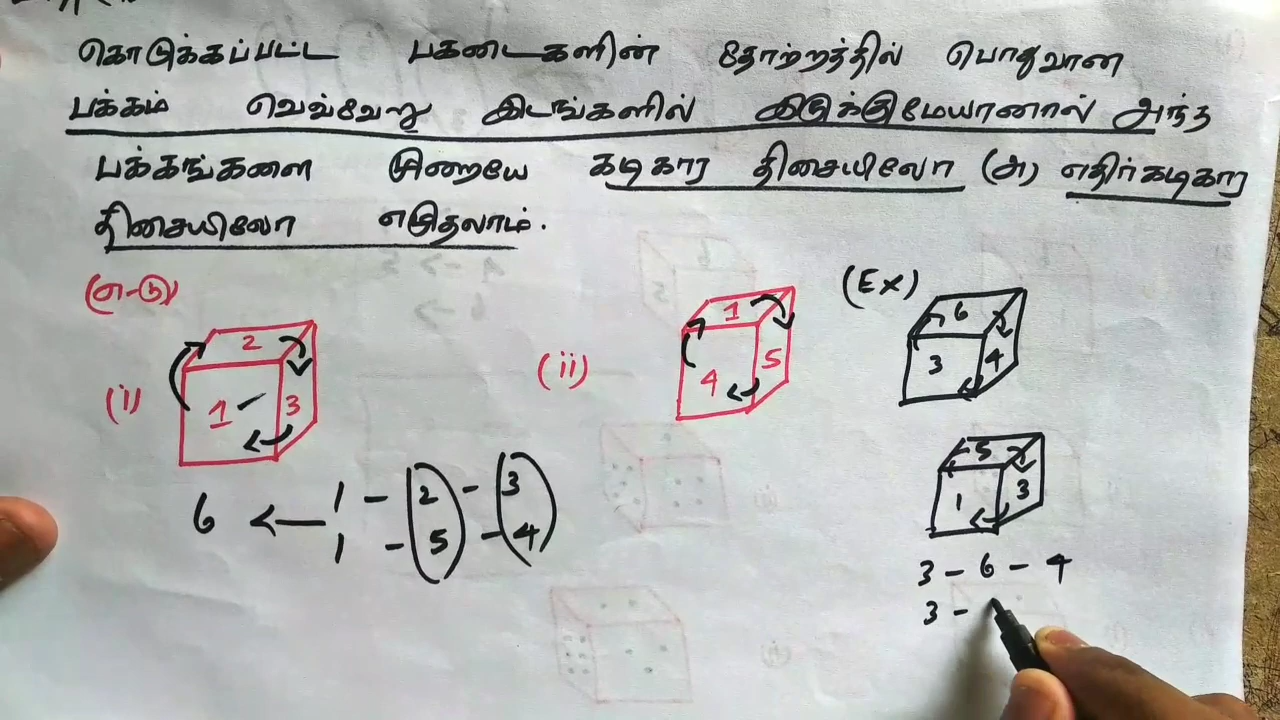 கொடுக்கப்பட்ட பகடைகளின் தோற்றத்தில் பொதுவான
பக்கம் வெவ்வேறு இடங்களில் இடுக்குமேயானால் அந்த
பக்கங்களை முறையே கடிகார திசையிலோ (அ) எதிர்கடிகார
திசையிலோ எழுதலாம்.
(எ-டு)
(i)
2
1
3
(ii)
1
4
5
(Ex)
6
3
4
5
1
3
6 ← 1 - (2) - (3)
1 - (5) - (4)
3 - 6 - 4
3 -